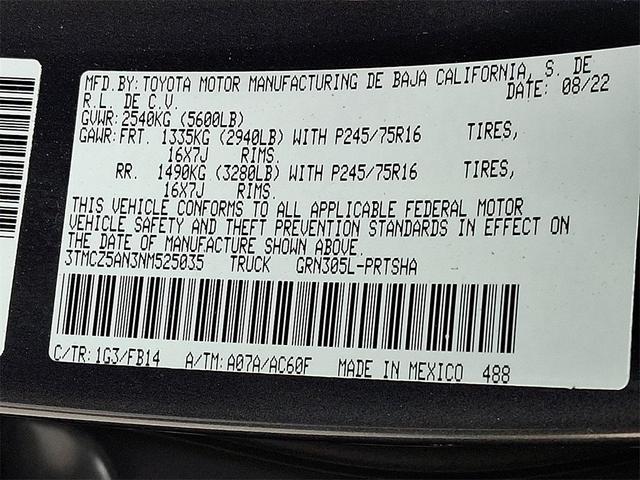 MFD.BY:TOYOTA MOTOR MANUFACTURING DE BAJA CALIFORNIA, S. DE
R.L. DE C.V. DATE: 08/22
GVWR:2540KG (5600LB)
GAWR:FRT. 1335KG (2940LB) WITH P245/75R16 TIRES,
16X7J RIMS.
RR. 1490KG (3280LB) WITH P245/75R16 TIRES,
16X7J RIMS.
THIS VEHICLE CONFORMS TO ALL APPLICABLE FEDERAL MOTOR
VEHICLE SAFETY AND THEFT PREVENTION STANDARDS IN EFFECT ON
THE DATE OF MANUFACTURE SHOWN ABOVE.
3TMCZ5AN3NM525035 TRUCK GRN305L-PRTSHA
C/TR:1G3/FB14 A/TM:A07A/AC60F MADE IN MEXICO 488